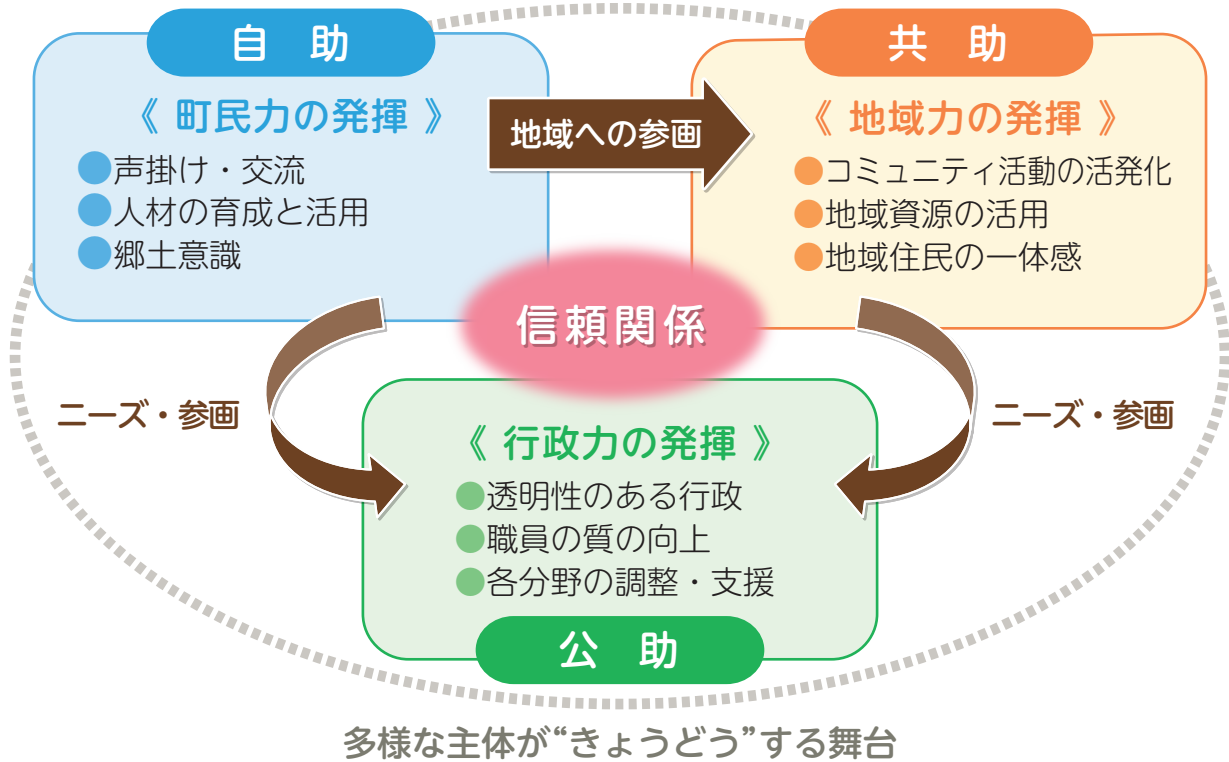 自　助
《 町民力の発揮 》
●声掛け・交流
●人材の育成と活用
●郷土意識
地域への参画
共　助
《 地域力の発揮 》
●コミュニティ活動の活発化
●地域資源の活用
●地域住民の一体感
信頼関係
ニーズ・参画
ニーズ・参画
《 行政力の発揮 》
●透明性のある行政
●職員の質の向上
●各分野の調整・支援
公　助
多様な主体が“きょうどう”する舞台